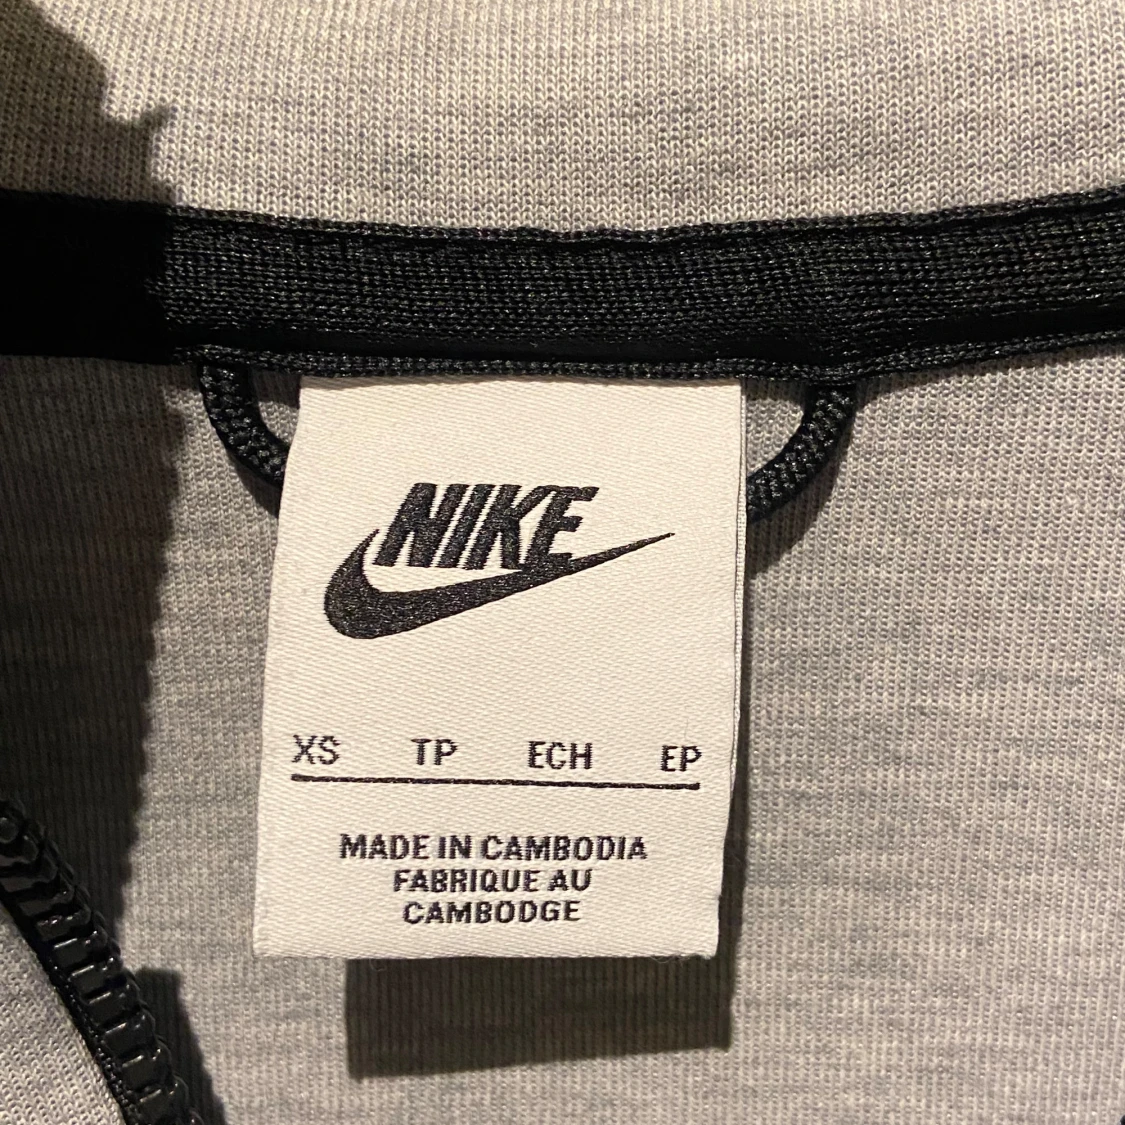 NIKE
XS TP ECH EP
MADE IN CAMBODIA
FABRIQUE AU
CAMBODGE